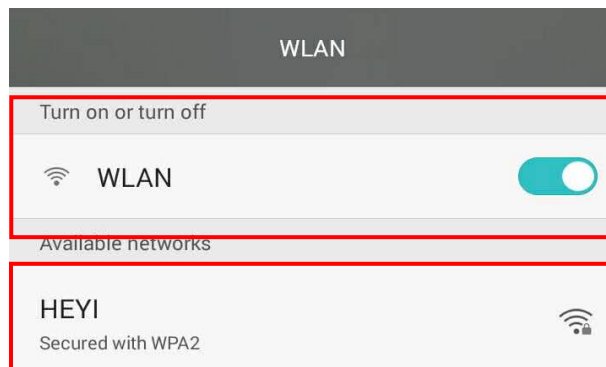 WLAN
Turn on or turn off
WLAN
Available networks
HEYI
Secured with WPA2